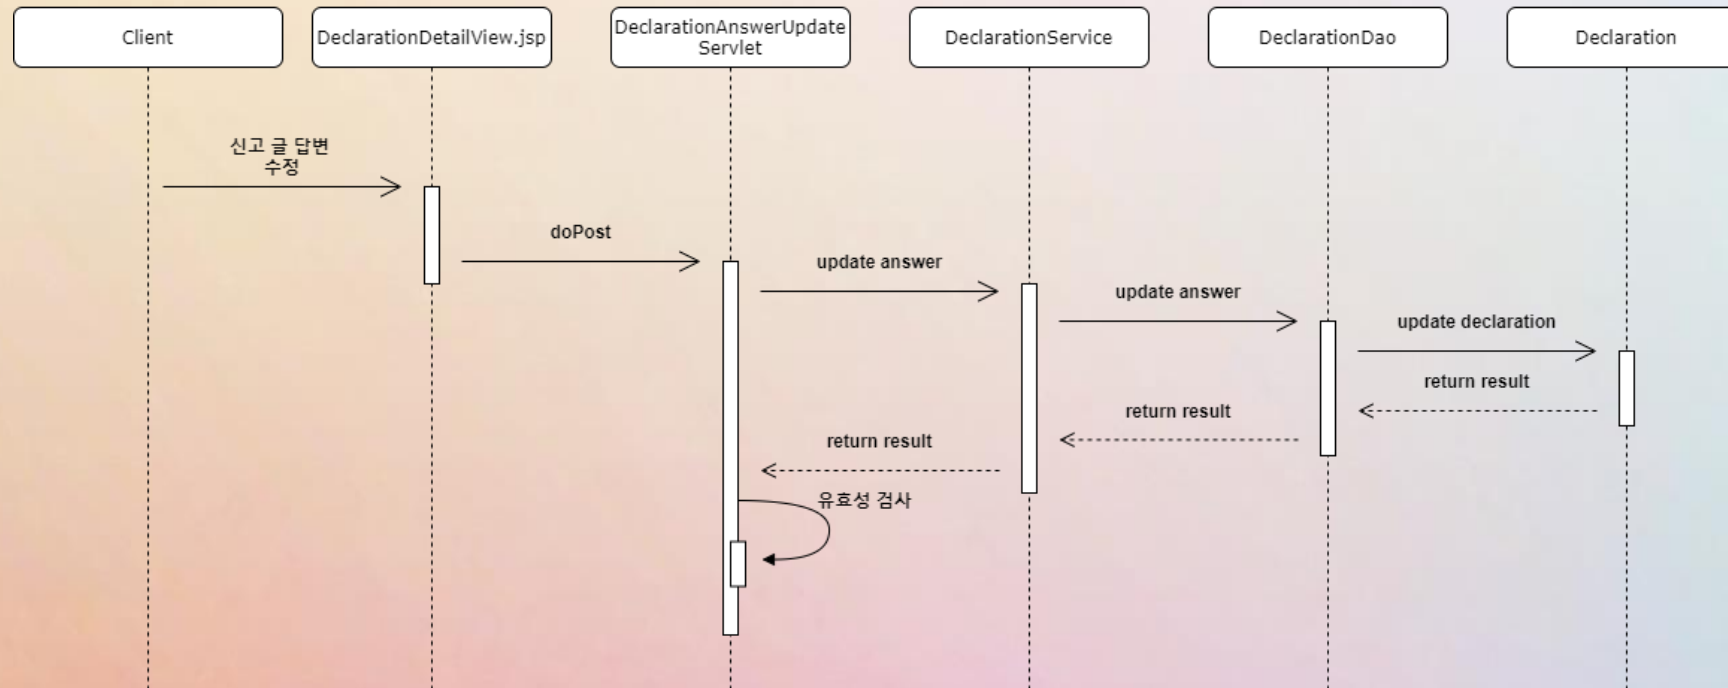 Client
DeclarationDetailView.jsp
DeclarationAnswerUpdate
Servlet
DeclarationService
DeclarationDao
Declaration
신고 글 답변
수정
doPost
update answer
update answer
update declaration
return result
return result
return result
유효성 검사